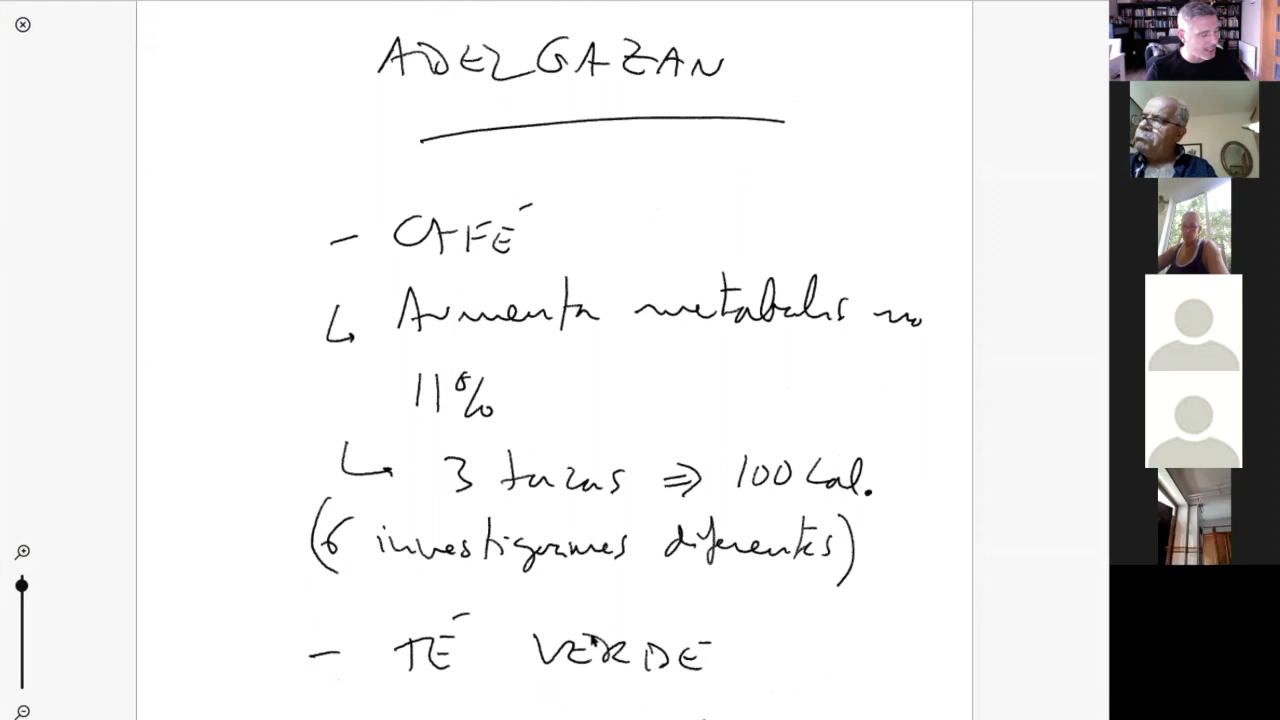 ADELGAZAN
- CAFÉ
↳ Aumenta metabolismo
11%
↳ 3 tazas ⇒ 100 Cal.
(6 investigaciones diferentes)
- TÉ VERDE